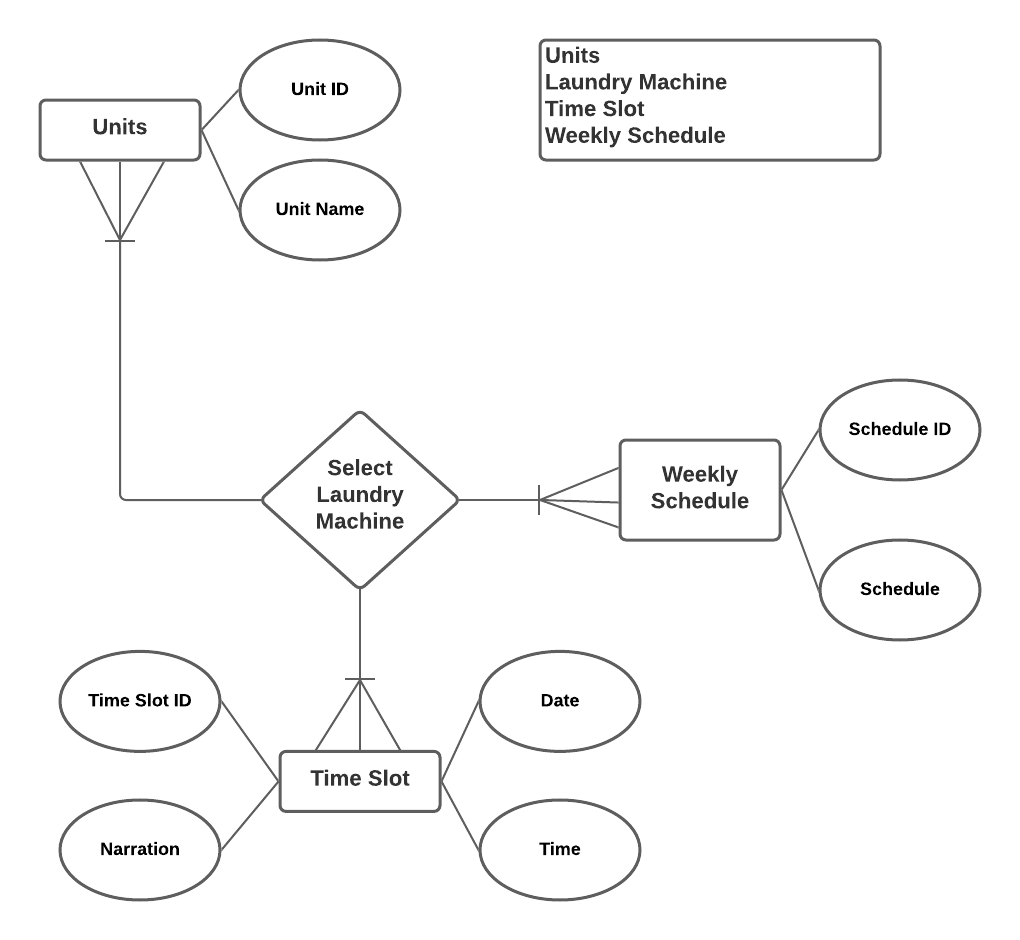 Unit ID
Units
Unit Name
Units
Laundry Machine
Time Slot
Weekly Schedule
Schedule ID
Select
Laundry
Machine
Weekly
Schedule
Schedule
Time Slot ID
Date
Time Slot
Narration
Time